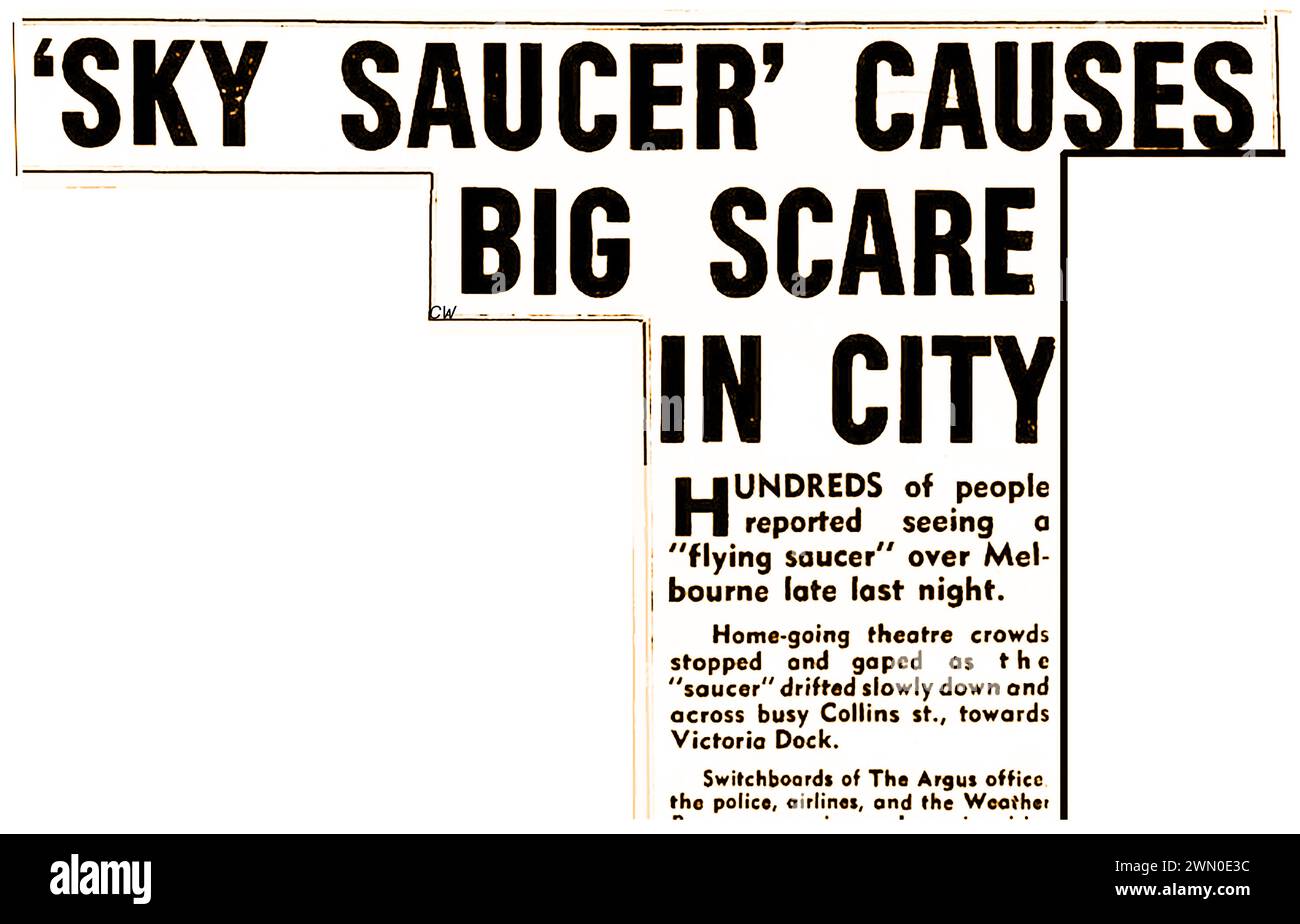 ‘SKY SAUCER’ CAUSES
BIG SCARE
CW
IN CITY
HUNDREDS of people
reported seeing a
"flying saucer" over Mel-
bourne late last night.
Home-going theatre crowds
stopped and gaped as the
"saucer" drifted slowly down and
across busy Collins st., towards
Victoria Dock.
Switchboards of The Argus office,
the police, airlines, and the Weather
alamy
Image ID: 2WN0E3C
www.alamy.com